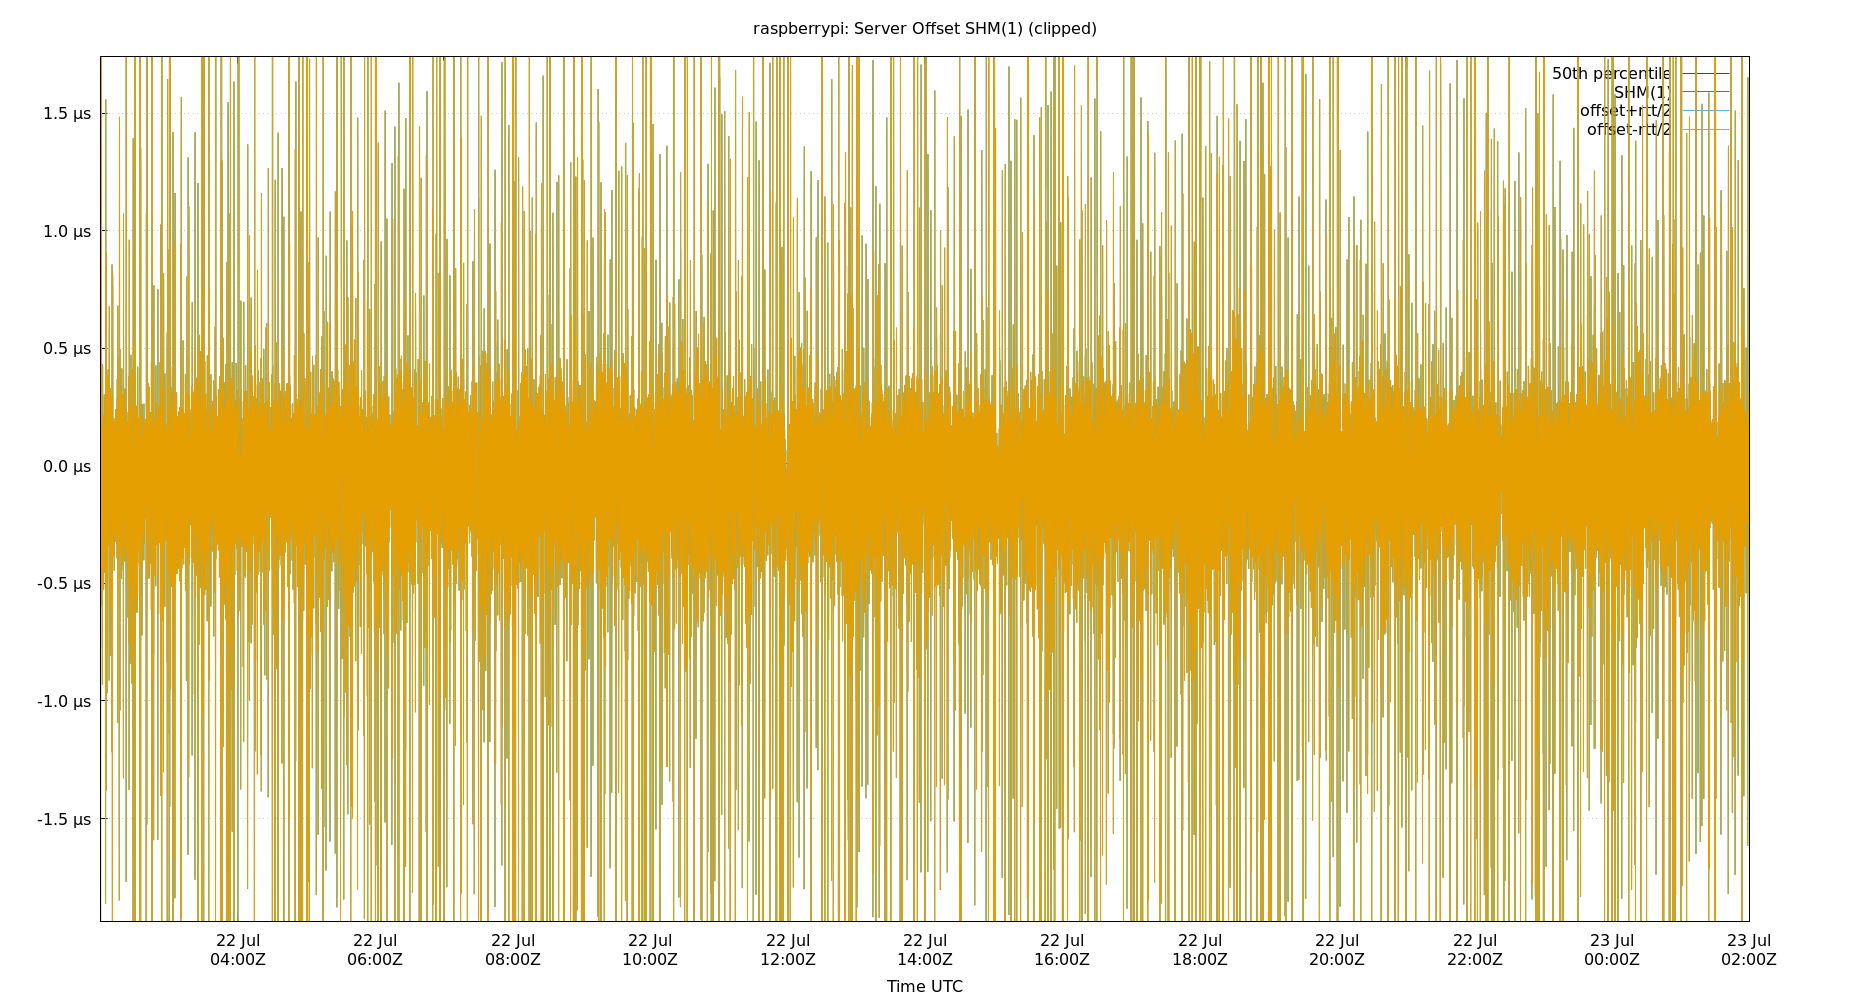 raspberrypi: Server Offset SHM(1) (clipped)
50th percentile
SHM(1)
offset+rtt/2
offset-rtt/2
1.5 µs
1.0 µs
0.5 µs
0.0 µs
-0.5 µs
-1.0 µs
-1.5 µs
22 Jul 22 Jul 22 Jul 22 Jul 22 Jul 22 Jul 22 Jul 22 Jul 22 Jul 22 Jul 23 Jul 23 Jul
04:00Z 06:00Z 08:00Z 10:00Z 12:00Z 14:00Z 16:00Z 18:00Z 20:00Z 22:00Z 00:00Z 02:00Z
Time UTC